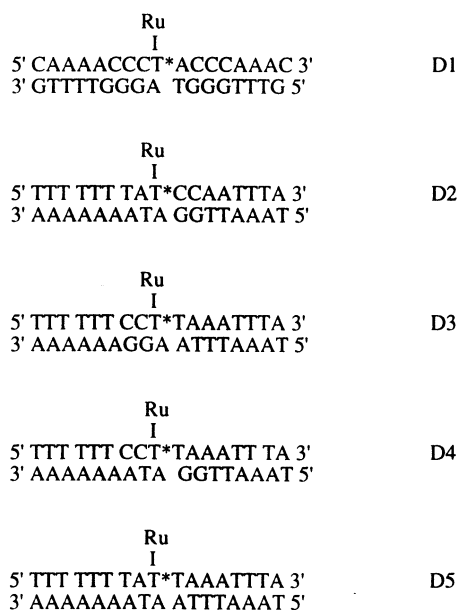 Ru
I
5' CAAAACCCT*ACCCAAAC 3' D1
3' GTTTTGGGA TGGGTTTG 5'
Ru
I
5' TTT TTT TAT*CCAATTTA 3' D2
3' AAAAAAATA GGTTAAAT 5'
Ru
I
5' TTT TTT CCT*TAAATTTA 3' D3
3' AAAAAAGGA ATTTAAAT 5'
Ru
I
5' TTT TTT CCT*TAAATT TA 3' D4
3' AAAAAAATA GGTTAAAT 5'
Ru
I
5' TTT TTT TAT*TAAATTTA 3' D5
3' AAAAAAATA ATTTAAAT 5'